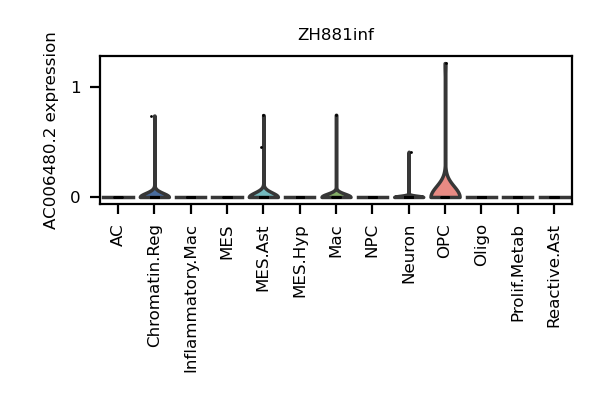 ZH881inf
AC006480.2 expression
1
0
AC
Chromatin.Reg
Inflammatory.Mac
MES
MES.Ast
MES.Hyp
Mac
NPC
Neuron
OPC
Oligo
Prolif.Metab
Reactive.Ast